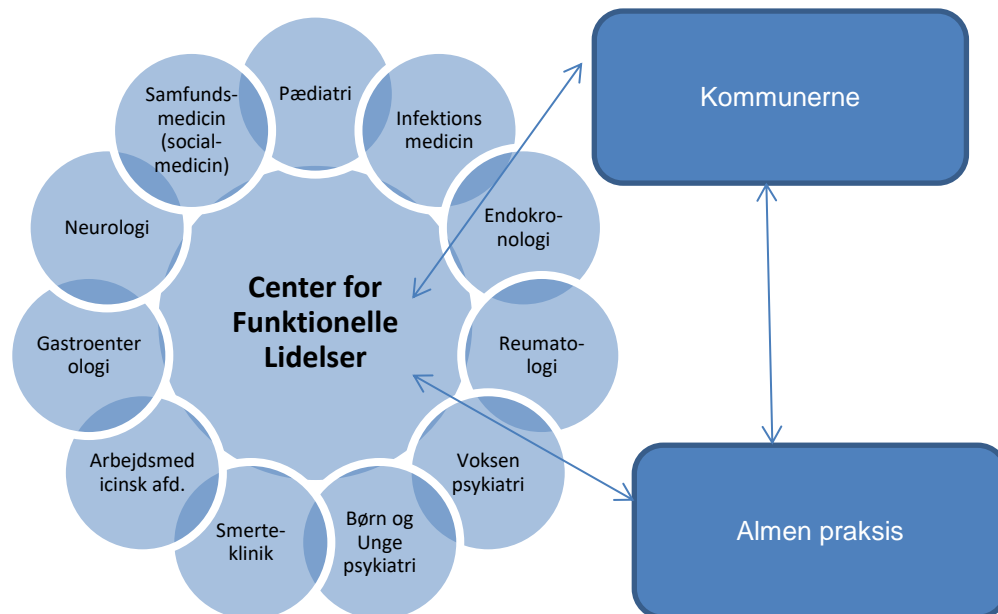 Pædiatri
Infektions
medicin
Endokro-
nologi
Reumato-
logi
Voksen
psykiatri
Børn og
Unge
psykiatri
Smerte-
klinik
Arbejdsmed
icinsk afd.
Gastroenter
ologi
Neurologi
Samfunds-
medicin
(social-
medicin)
Center for
Funktionelle
Lidelser
Kommunerne
Almen praksis